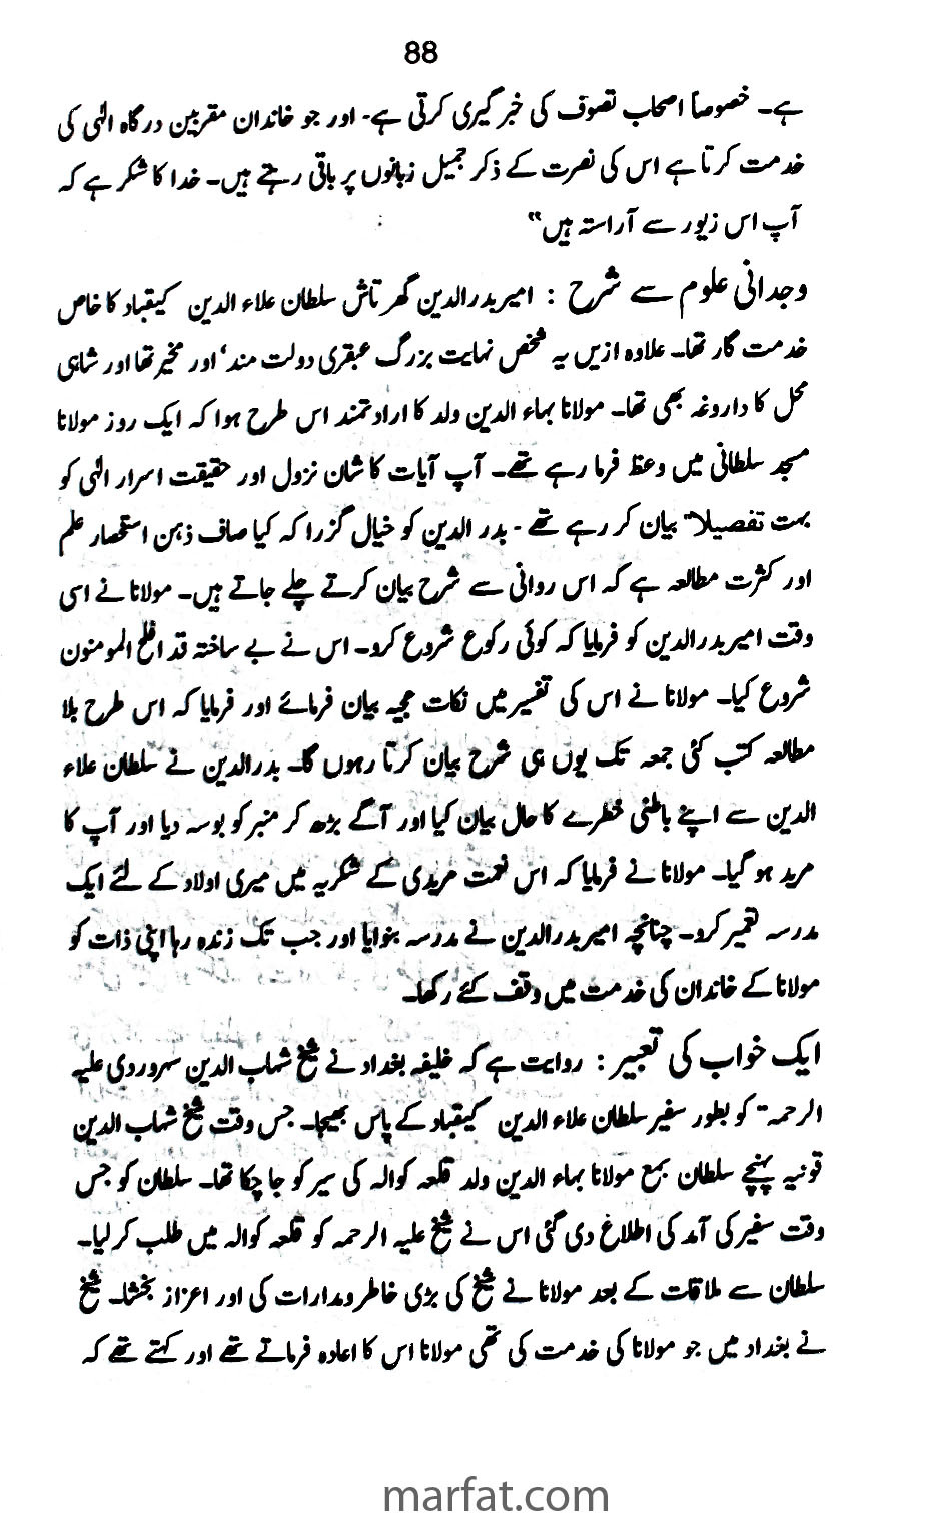 88
ہے۔ خصوصاً اصحاب تصوف کی خبر گیری کرتی ہے۔ اور جو خاندان مقربین درگاہ الٰہی کی
خدمت کرتا ہے اس کی نصرت کے ذکر جمیل زبانوں پر باقی رہتے ہیں۔ خدا کا شکر ہے کہ
آپ اس زیور سے آراستہ ہیں"
وجدانی علوم سے شرح : امیر بدرالدین گھر تاش سلطان علاء الدین کیقباد کا خاص
خدمت گار تھا۔ علاوہ ازیں یہ شخص نہایت بزرگ عبقری دولت مند' اور مخیر تھا اور شاہی
محل کا داروغہ بھی تھا۔ مولانا بہاء الدین ولد کا ارادتمند اس طرح ہوا کہ ایک روز مولانا
مسجد سلطانی میں وعظ فرما رہے تھے۔ آپ آیات کا شان نزول اور حقیقت اسرار الٰہی کو
بہت تفصیلاً بیان کر رہے تھے - بدر الدین کو خیال گزرا کہ کیا صاف ذہن استحصار علم
اور کثرت مطالعہ ہے کہ اس روانی سے شرح بیان کرتے چلے جاتے ہیں۔ مولانا نے اسی
وقت امیر بدرالدین کو فرمایا کہ کوئی رکوع شروع کرو۔ اس نے بے ساختہ قد افلح المومنون
شروع کیا۔ مولانا نے اس کی تفسیر میں نکات عجیبہ بیان فرمائے اور فرمایا کہ اس طرح بلا
مطالعہ کتب کئی جمعہ تک یوں ہی شرح بیان کرتا رہوں گا۔ بدرالدین نے سلطان علاء
الدین سے اپنے باطنی خطرے کا حال بیان کیا اور آگے بڑھ کر منبر کو بوسہ دیا اور آپ کا
مرید ہو گیا۔ مولانا نے فرمایا کہ اس نعمت مریدی کے شکریہ میں میری اولاد کے لئے ایک
مدرسہ تعمیر کرو۔ چنانچہ امیر بدرالدین نے مدرسہ بنوایا اور جب تک زندہ رہا اپنی ذات کو
مولانا کے خاندان کی خدمت میں وقف کئے رکھا۔
ایک خواب کی تعبیر : روایت ہے کہ خلیفہ بغداد نے شیخ شہاب الدین سہروردی علیہ
الرحمۃ کو بطور سفیر سلطان علاء الدین کیقباد کے پاس بھیجا۔ جس وقت شیخ شہاب الدین
قونیہ پہنچے سلطان بمع مولانا بہاء الدین ولد قلعہ کوالہ کی سیر کو جا چکا تھا۔ سلطان کو جس
وقت سفیر کی آمد کی اطلاع دی گئی اس نے شیخ علیہ الرحمہ کو قلعہ کوالہ میں طلب کر لیا۔
سلطان سے ملاقات کے بعد مولانا نے شیخ کی بڑی خاطر و مدارات کی اور اعزاز بخشا۔ شیخ
نے بغداد میں جو مولانا کی خدمت کی تھی مولانا اس کا اعادہ فرماتے تھے اور کہتے تھے کہ
marfat.com